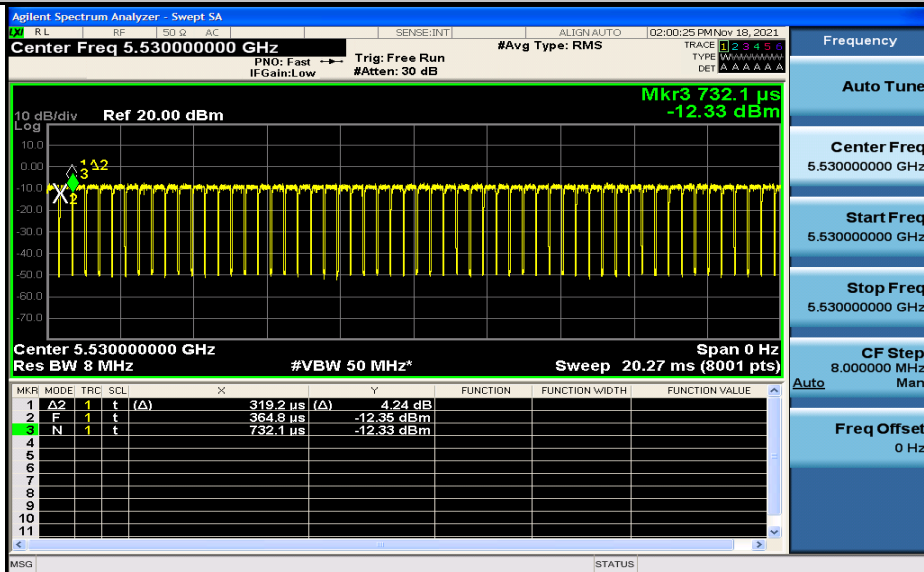 Agilent Spectrum Analyzer - Swept SA
LXI RL RF 50 Ω AC SENSE:INT ALIGN AUTO 02:00:25 PM Nov 18, 2021
Center Freq 5.530000000 GHz #Avg Type: RMS TRACE 1 2 3 4 5 6
PNO: Fast Trig: Free Run TYPE WWWWWW
IFGain:Low #Atten: 30 dB DET A A A A A A
Mkr3 732.1 µs
10 dB/div Ref 20.00 dBm -12.33 dBm
Log
10.0
0.00
-10.0
-20.0
-30.0
-40.0
-50.0
-60.0
-70.0
1Δ2
3
X2
Center 5.530000000 GHz Span 0 Hz
Res BW 8 MHz #VBW 50 MHz* Sweep 20.27 ms (8001 pts)
MKR MODE TRC SCL X Y FUNCTION FUNCTION WIDTH FUNCTION VALUE
1 Δ2 1 t (Δ) 319.2 µs (Δ) 4.24 dB
2 F 1 t 364.8 µs -12.35 dBm
3 N 1 t 732.1 µs -12.33 dBm
4
5
6
7
8
9
10
11
MSG STATUS
Frequency
Auto Tune
Center Freq
5.530000000 GHz
Start Freq
5.530000000 GHz
Stop Freq
5.530000000 GHz
CF Step
8.000000 MHz
Auto Man
Freq Offset
0 Hz